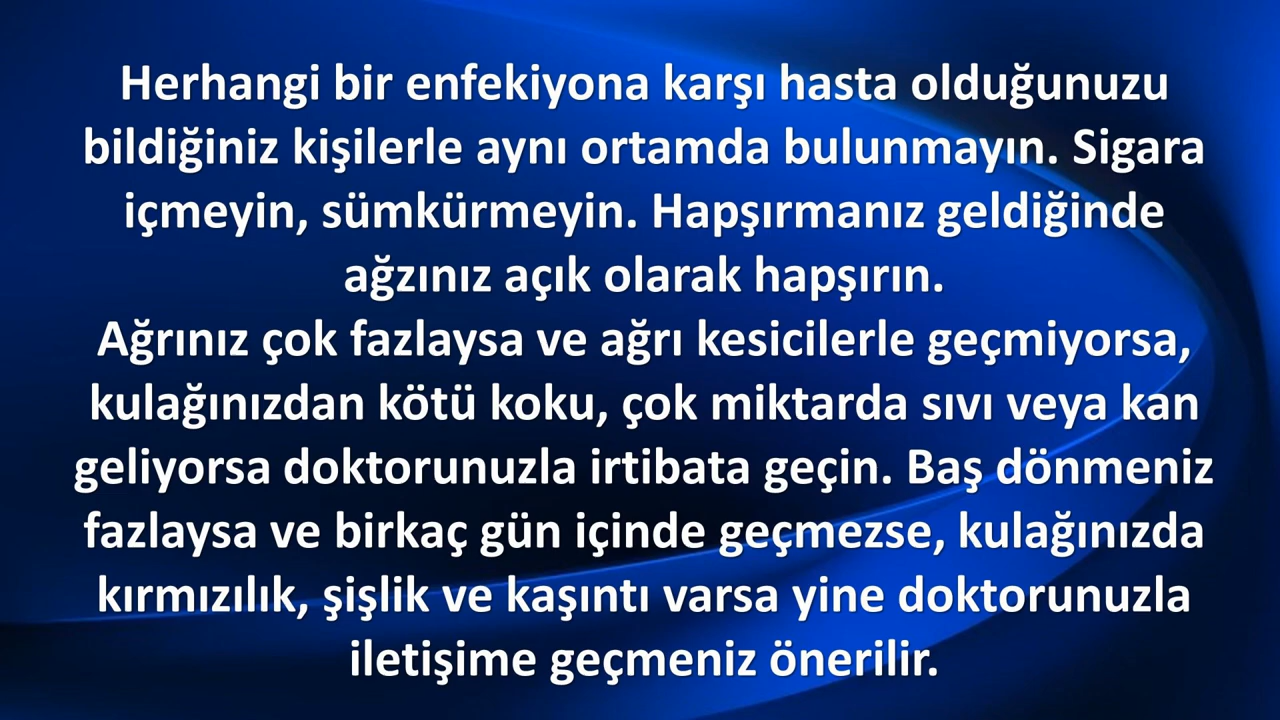 Herhangi bir enfekiyona karşı hasta olduğunuzu
bildiğiniz kişilerle aynı ortamda bulunmayın. Sigara
içmeyin, sümkürmeyin. Hapşırmanız geldiğinde
ağzınız açık olarak hapşırın.
Ağrınız çok fazlaysa ve ağrı kesicilerle geçmiyorsa,
kulağınızdan kötü koku, çok miktarda sıvı veya kan
geliyorsa doktorunuzla irtibata geçin. Baş dönmeniz
fazlaysa ve birkaç gün içinde geçmezse, kulağınızda
kırmızılık, şişlik ve kaşıntı varsa yine doktorunuzla
iletişime geçmeniz önerilir.